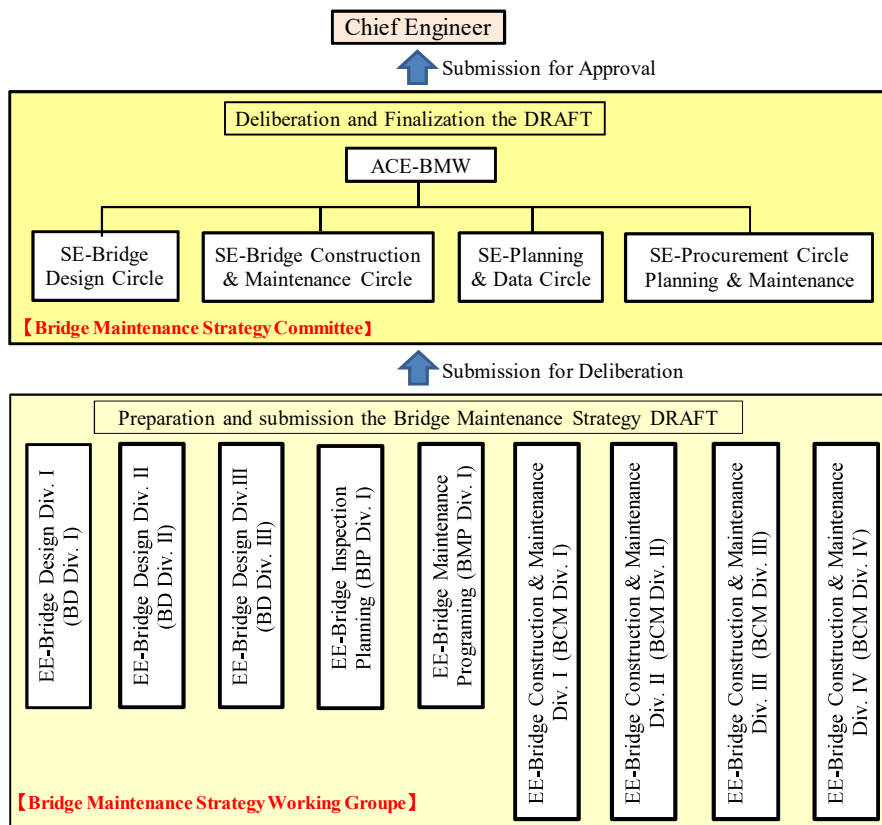 Chief Engineer
Submission for Approval
Deliberation and Finalization the DRAFT
ACE-BMW
SE-Bridge
Design Circle
SE-Bridge Construction
& Maintenance Circle
SE-Planning
& Data Circle
SE-Procurement Circle
Planning & Maintenance
【Bridge Maintenance Strategy Committee】
Submission for Deliberation
Preparation and submission the Bridge Maintenance Strategy DRAFT
EE-Bridge Design Div. I
(BD Div. I)
EE-Bridge Design Div. II
(BD Div. II)
EE-Bridge Design Div.III
(BD Div. III)
EE-Bridge Inspection
Planning (BIP Div. I)
EE-Bridge Maintenance
Programing (BMP Div. I)
EE-Bridge Construction & Maintenance
Div. I (BCM Div. I)
EE-Bridge Construction & Maintenance
Div. II (BCM Div. II)
EE-Bridge Construction & Maintenance
Div. III (BCM Div. III)
EE-Bridge Construction & Maintenance
Div. IV (BCM Div. IV)
【Bridge Maintenance Strategy Working Groupe】